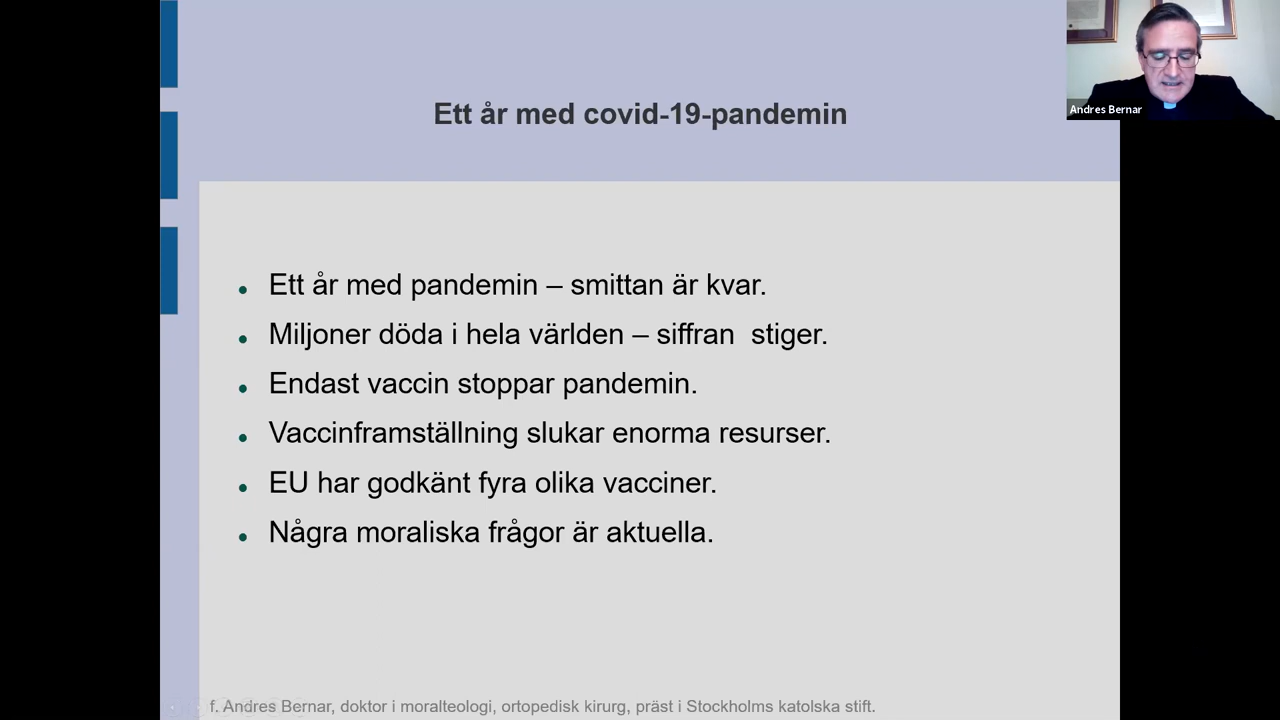 Ett år med covid-19-pandemin
Andres Bernar
Ett år med pandemin – smittan är kvar.
Miljoner döda i hela världen – siffran  stiger.
Endast vaccin stoppar pandemin.
Vaccinframställning slukar enorma resurser.
EU har godkänt fyra olika vacciner.
Några moraliska frågor är aktuella.
f. Andres Bernar, doktor i moralteologi, ortopedisk kirurg, präst i Stockholms katolska stift.